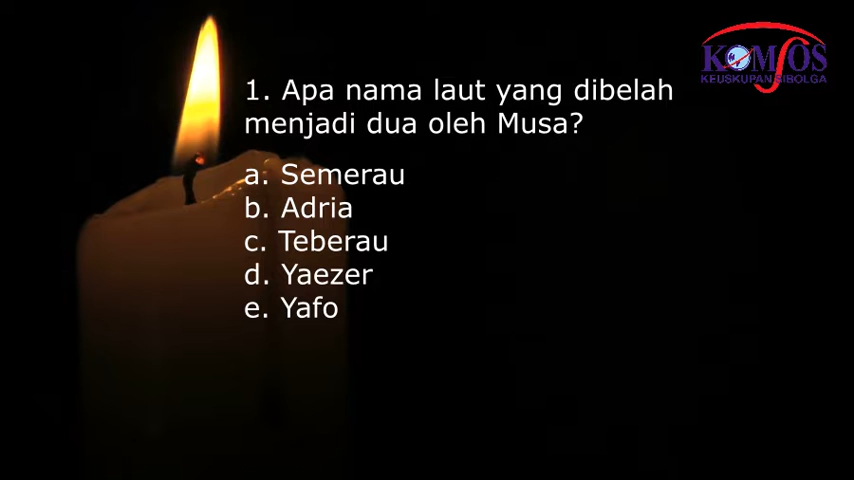 KOMSOS
KEUSKUPAN SIBOLGA
1. Apa nama laut yang dibelah
menjadi dua oleh Musa?
a. Semerau
b. Adria
c. Teberau
d. Yaezer
e. Yafo